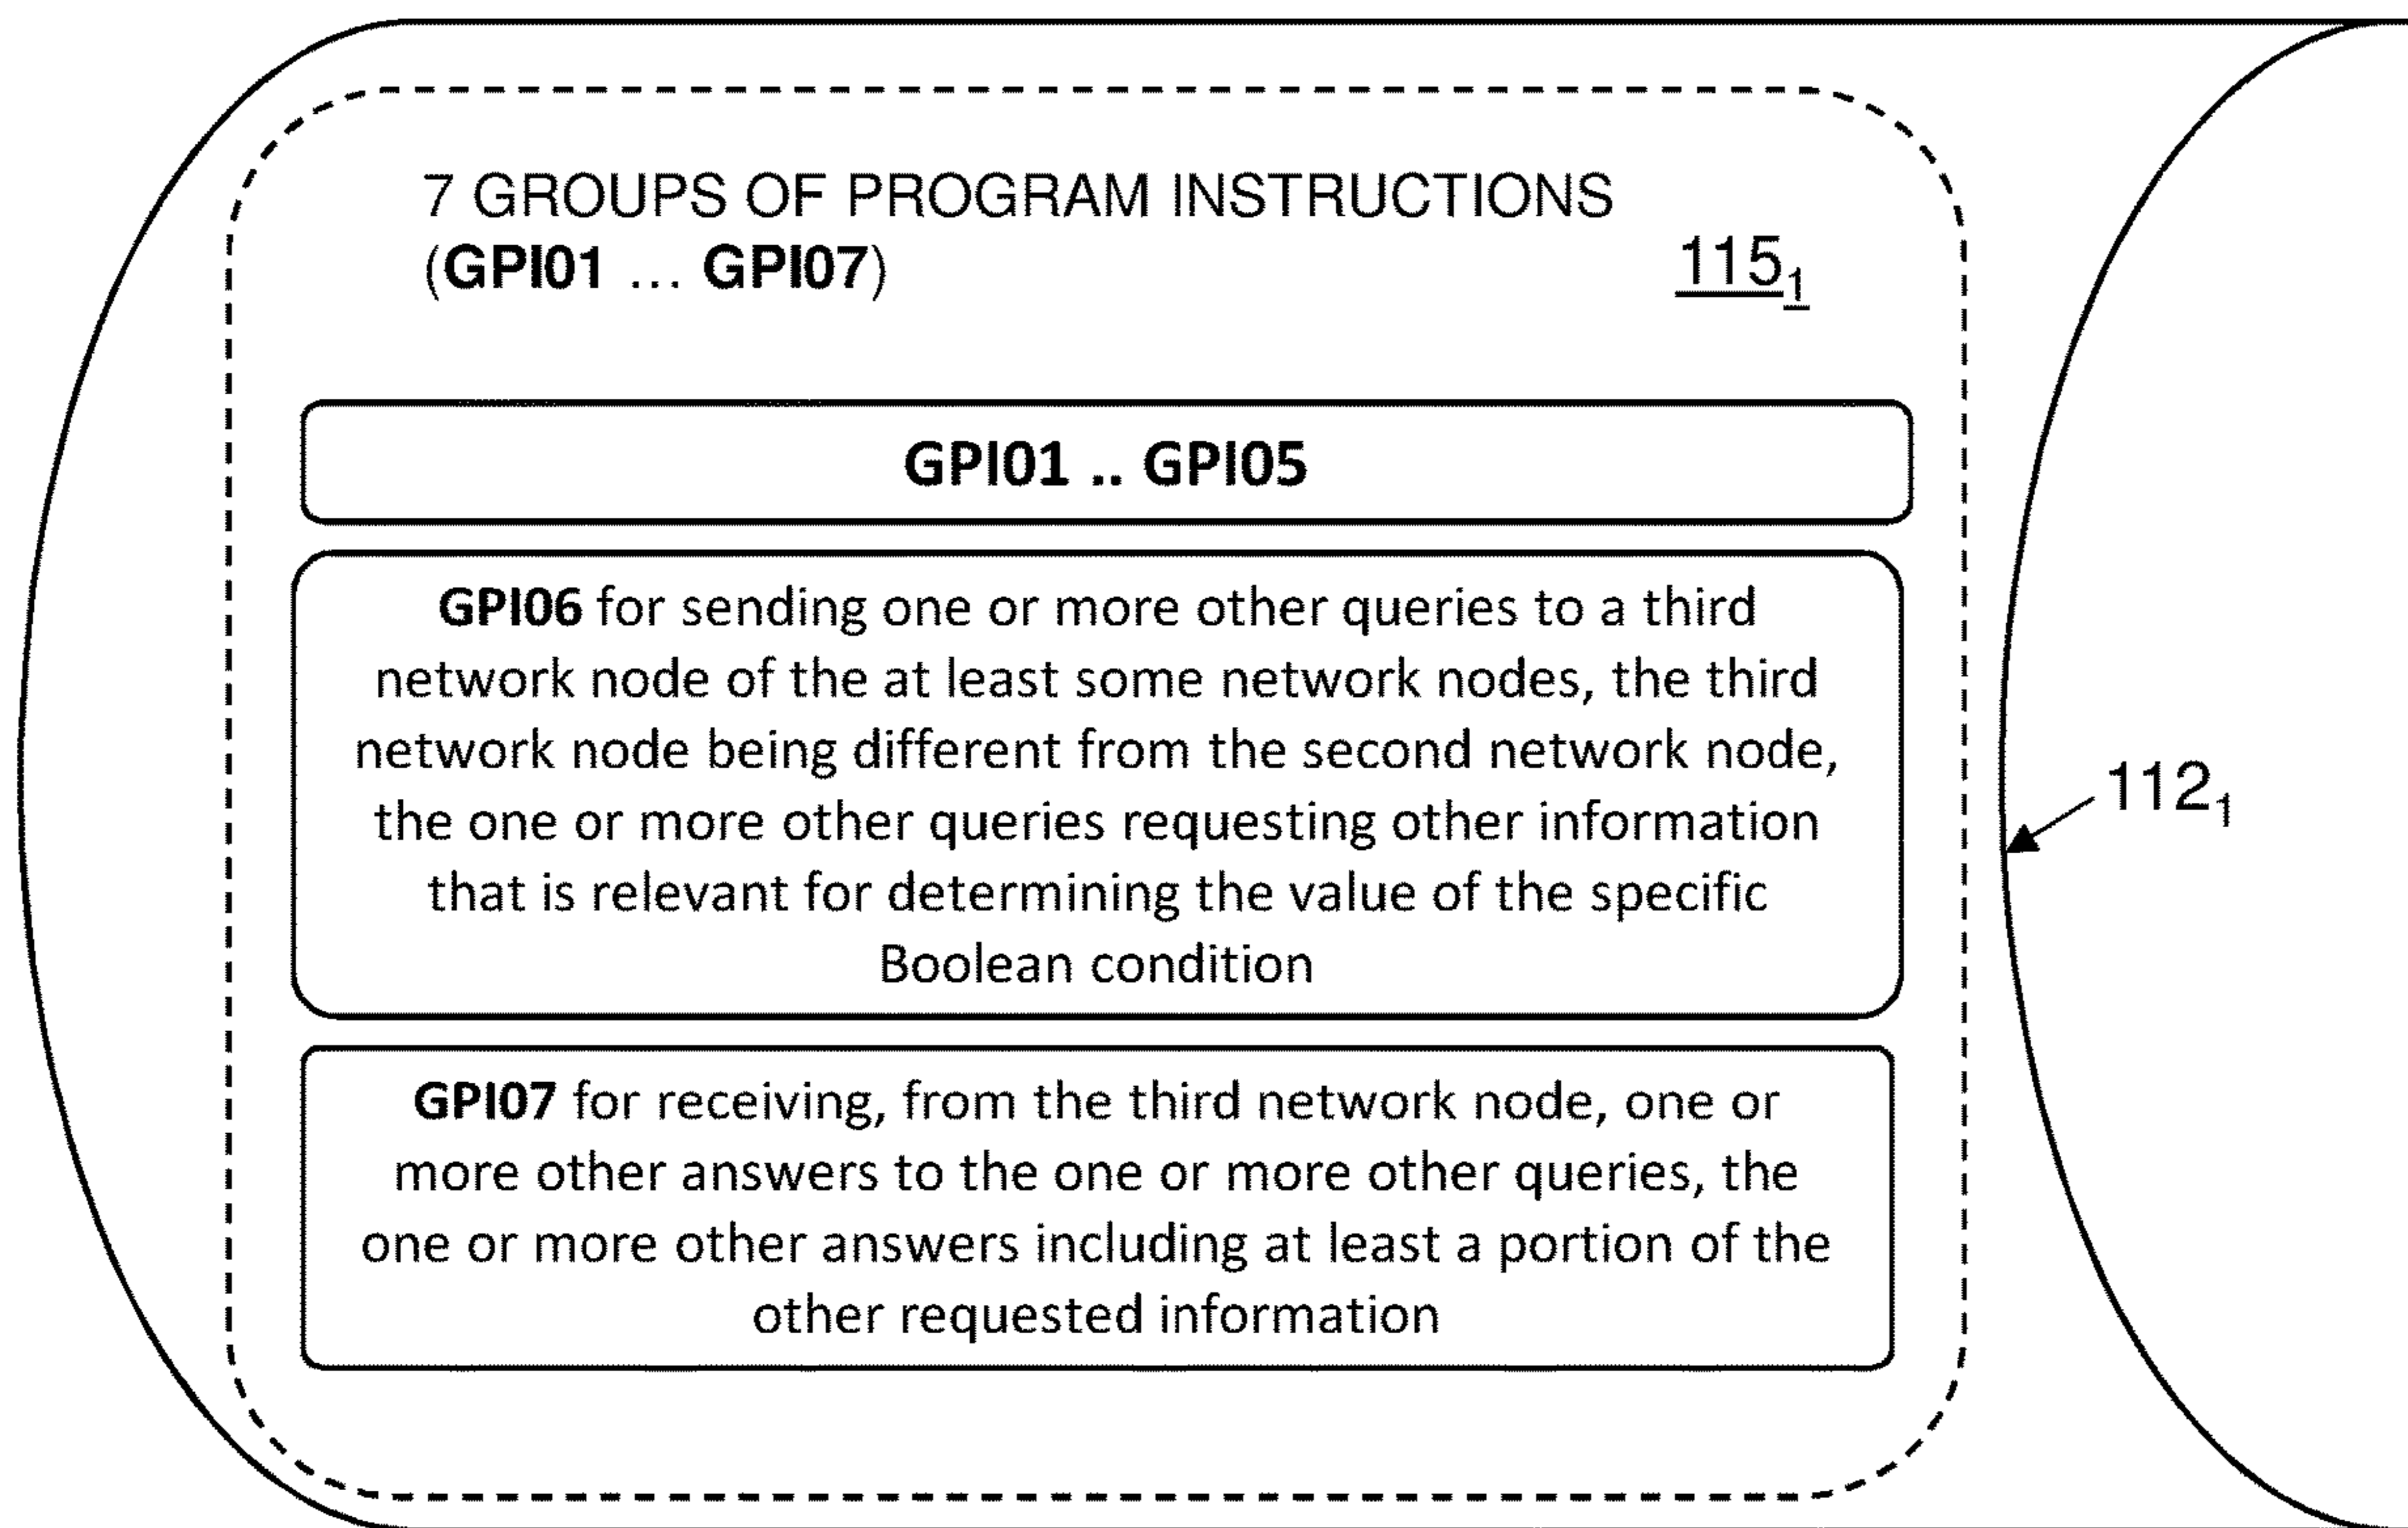 7 GROUPS OF PROGRAM INSTRUCTIONS
(GPI01 ... GPI07)
115₁
GPI01 .. GPI05
GPI06 for sending one or more other queries to a third
network node of the at least some network nodes, the third
network node being different from the second network node,
the one or more other queries requesting other information
that is relevant for determining the value of the specific
Boolean condition
112₁
GPI07 for receiving, from the third network node, one or
more other answers to the one or more other queries, the
one or more other answers including at least a portion of the
other requested information